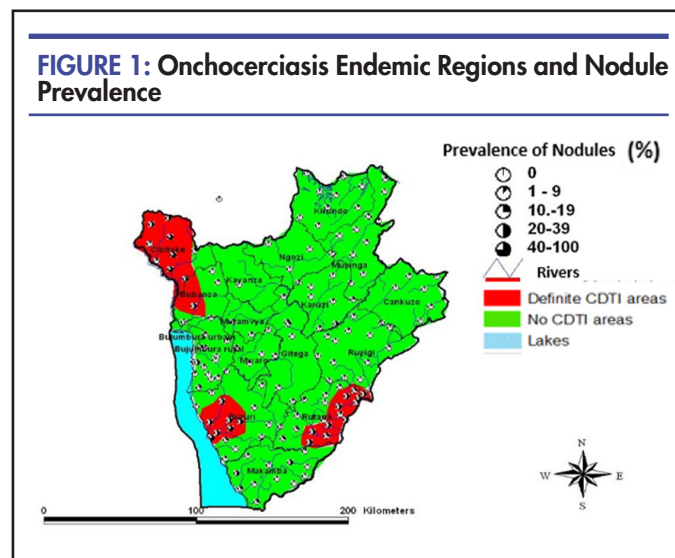 FIGURE 1: Onchocerciasis Endemic Regions and Nodule
Prevalence
Prevalence of Nodules (%)
0
1 - 9
10.-19
20-39
40-100
Rivers
Definite CDTI areas
No CDTI areas
Lakes
Kirundo
Cibitoke
Ngozi
Muyinga
Kayanza
Bubanza
Karuzi
Cankuzo
Muramvya
Bujumbura urbain
Bujumbura rural
Mwaro
Gitega
Ruyigi
Bururi
Rutana
Makamba
N
W
E
S
0
100
200
Kilometers